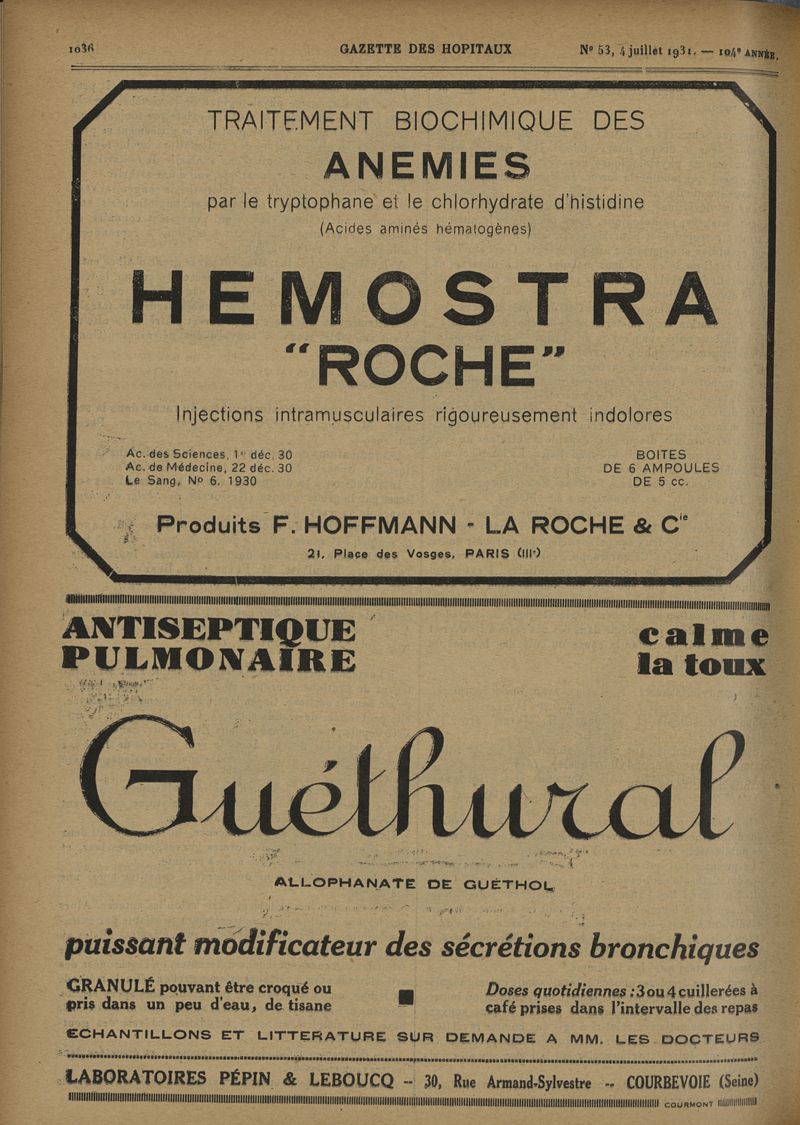 1036 GAZETTE DES HOPITAUX Nº 53, 4 juillet 1931. — 104e ANNÉE.
TRAITEMENT BIOCHIMIQUE DES
ANEMIES
par le tryptophane et le chlorhydrate d'histidine
(Acides aminés hématogènes)
HEMOSTRA
"ROCHE"
Injections intramusculaires rigoureusement indolores
Ac. des Sciences, 1er déc. 30
Ac. de Médecine, 22 déc. 30
Le Sang, Nº 6. 1930
BOITES
DE 6 AMPOULES
DE 5 cc.
Produits F. HOFFMANN - LA ROCHE & Cie
21, Place des Vosges, PARIS (IIIe)
ANTISEPTIQUE
PULMONAIRE
calme
la toux
Guéthural
ALLOPHANATE DE GUÉTHOL
puissant modificateur des sécrétions bronchiques
GRANULÉ pouvant être croqué ou
pris dans un peu d'eau, de tisane
Doses quotidiennes : 3 ou 4 cuillerées à
café prises dans l'intervalle des repas
ECHANTILLONS ET LITTERATURE SUR DEMANDE A MM. LES DOCTEURS
LABORATOIRES PÉPIN & LEBOUCQ -- 30, Rue Armand-Sylvestre -- COURBEVOIE (Seine)
COURMONT